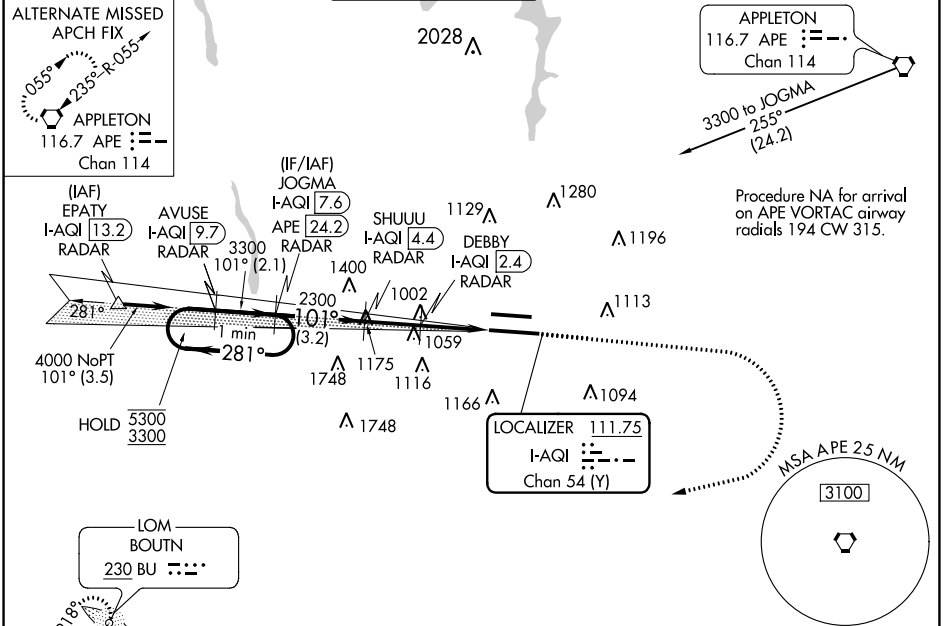 ALTERNATE MISSED
APCH FIX
055°
235°
R-055
APPLETON
116.7 APE
Chan 114
2028
APPLETON
116.7 APE
Chan 114
3300 to JOGMA
255°
(24.2)
Procedure NA for arrival
on APE VORTAC airway
radials 194 CW 315.
(IAF)
EPATY
I-AQI 13.2
RADAR
AVUSE
I-AQI 9.7
RADAR
3300
101° (2.1)
(IF/IAF)
JOGMA
I-AQI 7.6
APE 24.2
RADAR
SHUUU
I-AQI 4.4
RADAR
DEBBY
I-AQI 2.4
RADAR
1129
1280
1196
1400
1002
1113
281°
2300
101°
(3.2)
1 min
281°
1059
1175
4000 NoPT
101° (3.5)
1748
1116
1166
1094
HOLD 5300
3300
1748
LOCALIZER 111.75
I-AQI
Chan 54 (Y)
MSA APE 25 NM
3100
LOM
BOUTN
230 BU